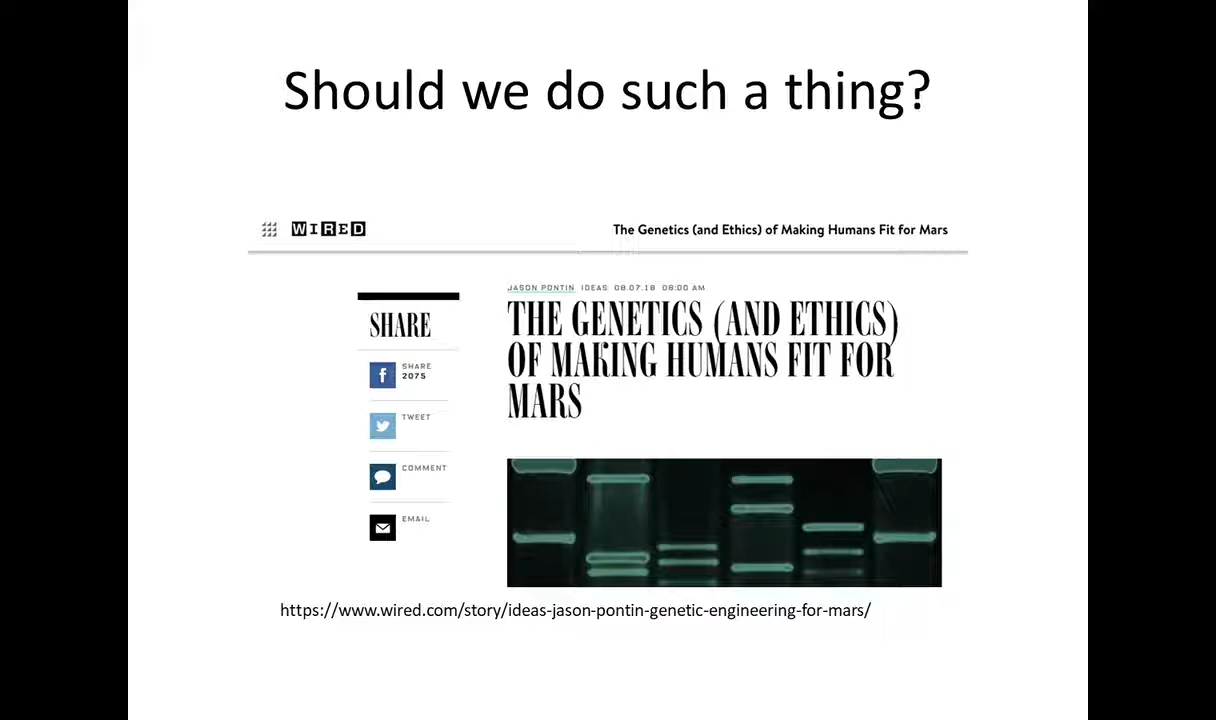 Should we do such a thing?
WIRED
The Genetics (and Ethics) of Making Humans Fit for Mars
JASON PONTIN IDEAS 08.07.18 08:00 AM
THE GENETICS (AND ETHICS)
OF MAKING HUMANS FIT FOR
MARS
SHARE
f
SHARE
2075
TWEET
COMMENT
EMAIL
https://www.wired.com/story/ideas-jason-pontin-genetic-engineering-for-mars/